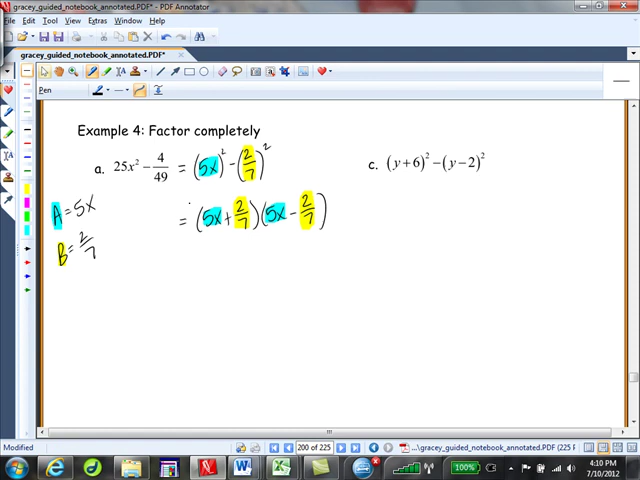 gracey_guided_notebook_annotated.PDF* - PDF Annotator
File Edit Tool View Extras Window Help
gracey_guided_notebook_annotated.PDF*
Pen
Example 4: Factor completely
a. 25x² − 4/49 = (5x)² − (2/7)²
c. (y + 6)² − (y − 2)²
A = 5x
= (5x + 2/7)(5x − 2/7)
B = 2/7
Modified
200 of 225
...\gracey_guided_notebook_annotated.PDF (225 P
100%
4:10 PM
7/10/2012